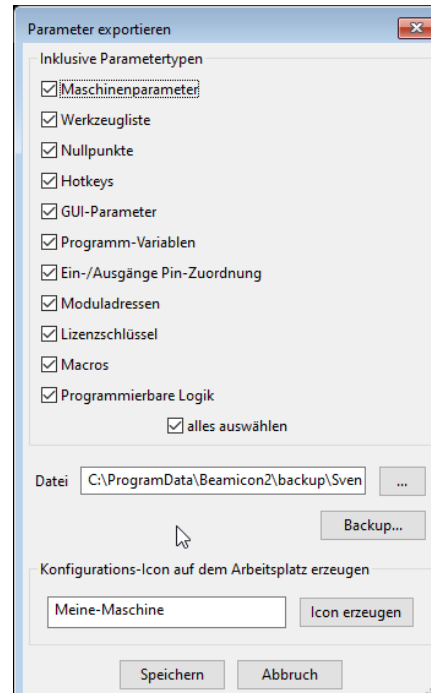 Parameter exportieren
Inklusive Parametertypen
Maschinenparameter
Werkzeugliste
Nullpunkte
Hotkeys
GUI-Parameter
Programm-Variablen
Ein-/Ausgänge Pin-Zuordnung
Moduladressen
Lizenzschlüssel
Macros
Programmierbare Logik
alles auswählen
Datei C:\ProgramData\Beamicon2\backup\Sven ...
Backup...
Konfigurations-Icon auf dem Arbeitsplatz erzeugen
Meine-Maschine Icon erzeugen
Speichern Abbruch